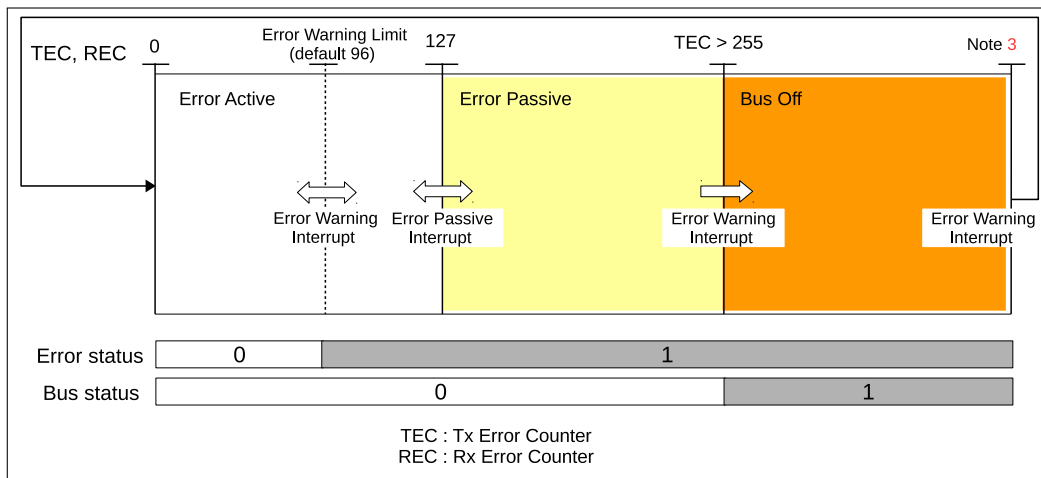 TEC, REC
0
Error Warning Limit
(default 96)
127
TEC > 255
Note 3
Error Active
Error Passive
Bus Off
Error Warning
Interrupt
Error Passive
Interrupt
Error Warning
Interrupt
Error Warning
Interrupt
Error status
0
1
Bus status
0
1
TEC : Tx Error Counter
REC : Rx Error Counter